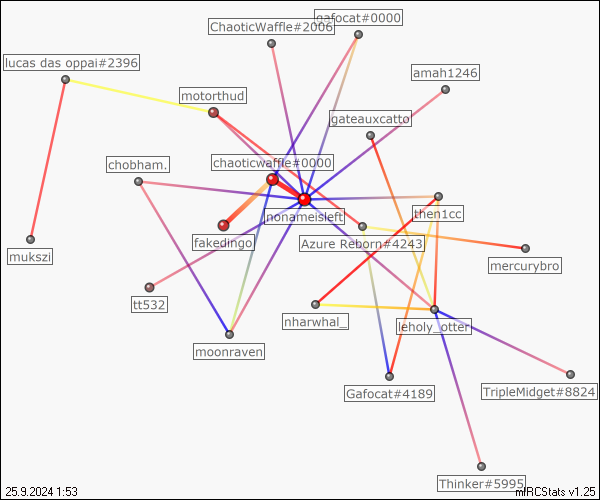 ChaoticWaffle#2006
gafocat#0000
lucas das oppai#2396
amah1246
motorthud
gateauxcatto
chaoticwaffle#0000
chobham.
nonameisleft
then1cc
fakedingo
Azure Reborn#4243
mukszi
mercurybro
tt532
nharwhal_
leholy_otter
moonraven
Gafocat#4189
TripleMidget#8824
Thinker#5995
25.9.2024 1:53
mIRCStats v1.25